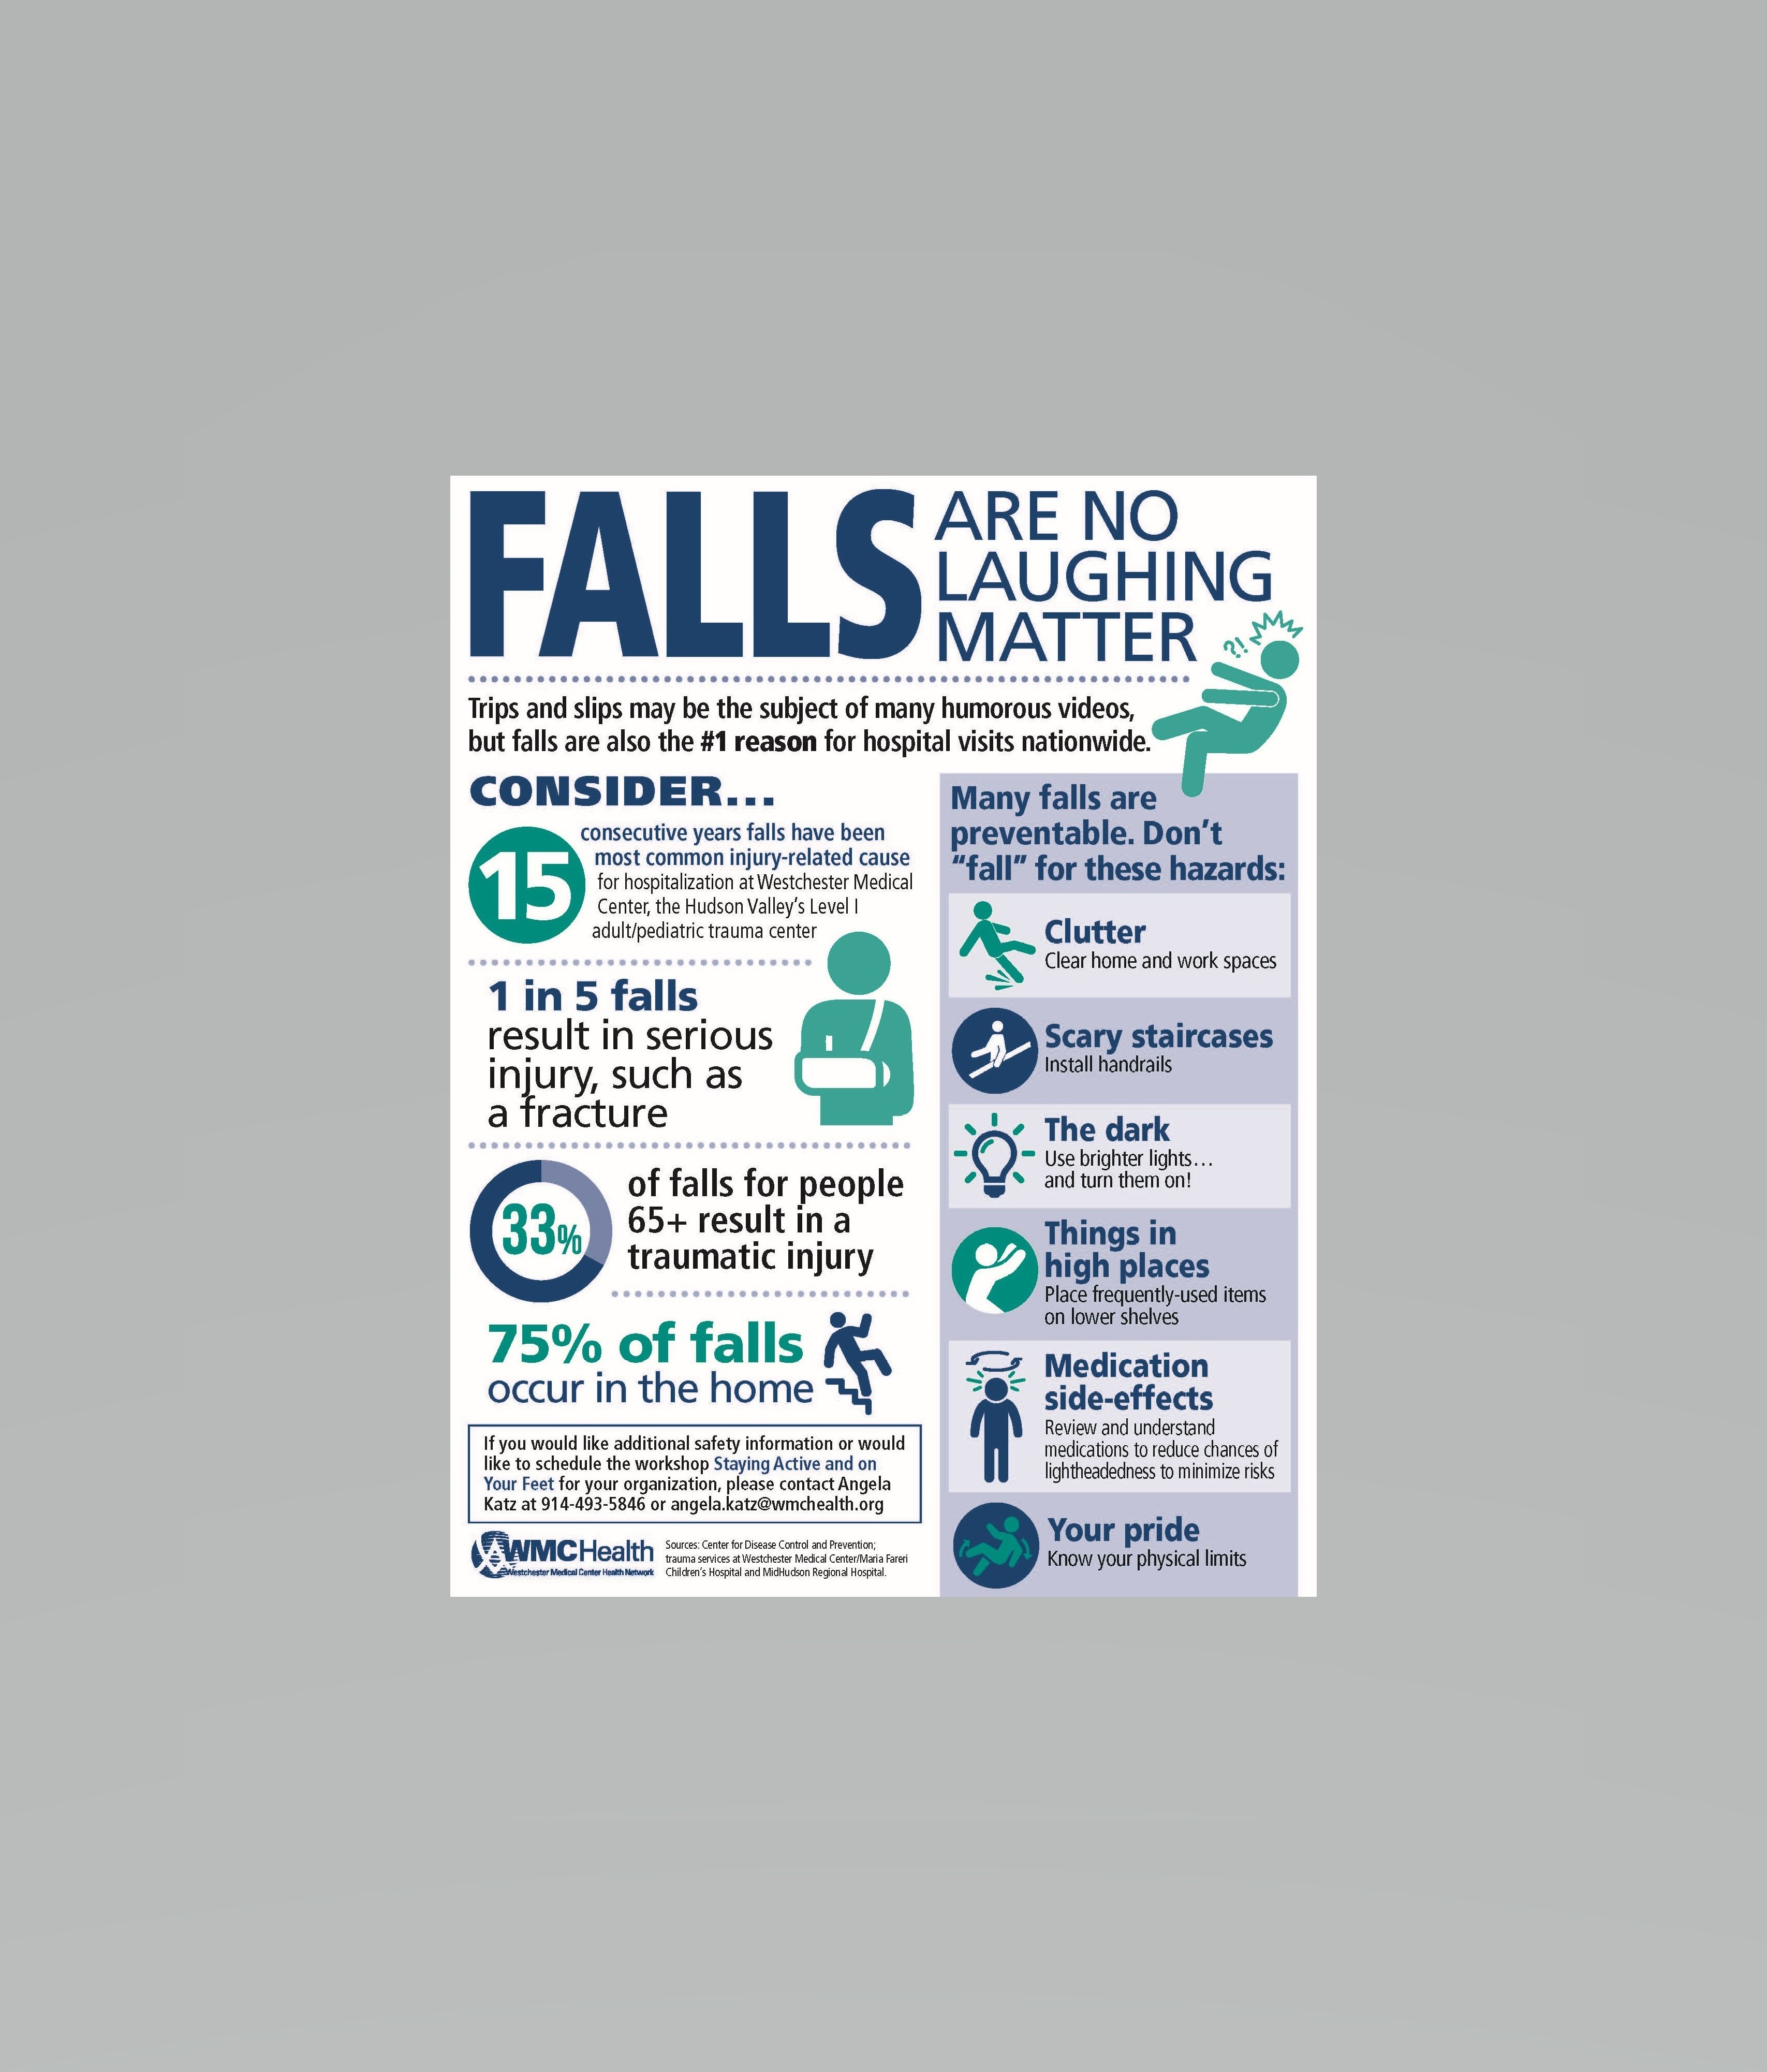 FALLS
ARE NO
LAUGHING
MATTER
?!
Trips and slips may be the subject of many humorous videos,
but falls are also the #1 reason for hospital visits nationwide.
CONSIDER...
15
consecutive years falls have been
most common injury-related cause
for hospitalization at Westchester Medical
Center, the Hudson Valley's Level I
adult/pediatric trauma center
1 in 5 falls
result in serious
injury, such as
a fracture
33%
of falls for people
65+ result in a
traumatic injury
75% of falls
occur in the home
If you would like additional safety information or would
like to schedule the workshop Staying Active and on
Your Feet for your organization, please contact Angela
Katz at 914-493-5846 or angela.katz@wmchealth.org
WMCHealth
Westchester Medical Center Health Network
Sources: Center for Disease Control and Prevention;
trauma services at Westchester Medical Center/Maria Fareri
Children's Hospital and MidHudson Regional Hospital.
Many falls are
preventable. Don't
"fall" for these hazards:
Clutter
Clear home and work spaces
Scary staircases
Install handrails
The dark
Use brighter lights...
and turn them on!
Things in
high places
Place frequently-used items
on lower shelves
Medication
side-effects
Review and understand
medications to reduce chances of
lightheadedness to minimize risks
Your pride
Know your physical limits